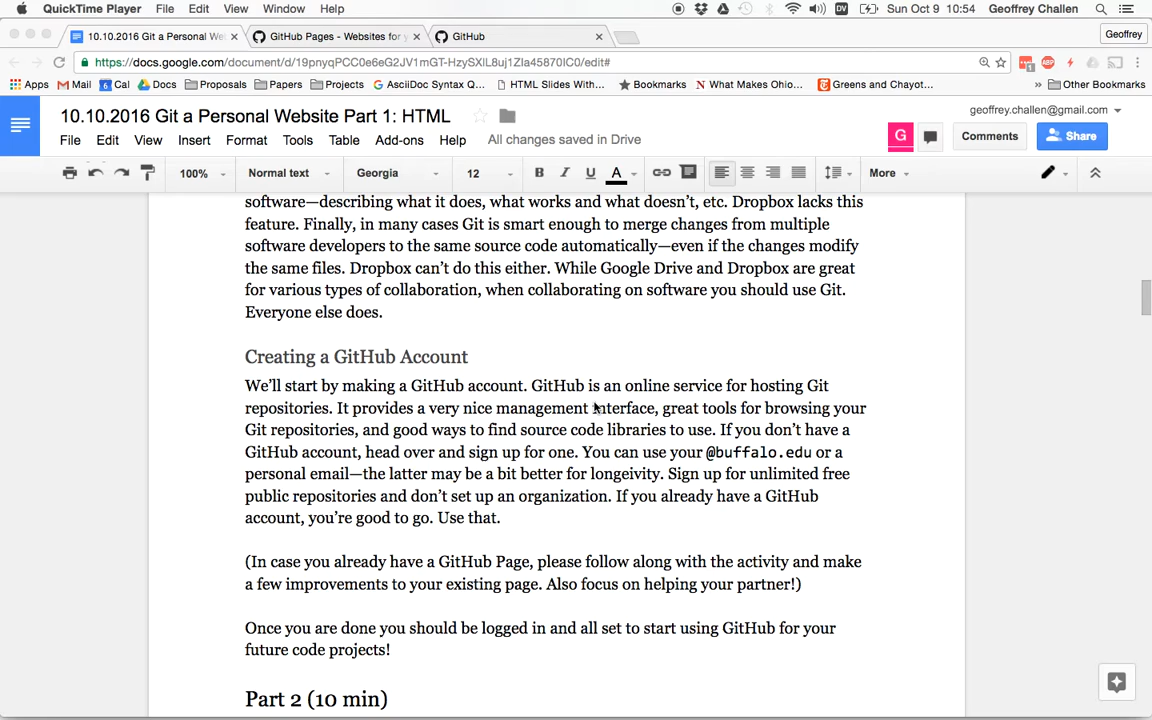 QuickTime Player File Edit View Window Help DV Sun Oct 9 10:54 Geoffrey Challen
10.10.2016 Git a Personal We GitHub Pages - Websites for y GitHub Geoffrey
https://docs.google.com/document/d/19pnyqPCC0e6eG2JV1mGT-HzySXlL8uj1Zla45870IC0/edit#
Apps Mail Cal Docs Proposals Papers Projects AsciiDoc Syntax Q... HTML Slides With... Bookmarks What Makes Ohio... Greens and Chayot... » Other Bookmarks
10.10.2016 Git a Personal Website Part 1: HTML
geoffrey.challen@gmail.com
File Edit View Insert Format Tools Table Add-ons Help All changes saved in Drive
G Comments Share
100% Normal text Georgia 12 B I U A More
software—describing what it does, what works and what doesn't, etc. Dropbox lacks this
feature. Finally, in many cases Git is smart enough to merge changes from multiple
software developers to the same source code automatically—even if the changes modify
the same files. Dropbox can't do this either. While Google Drive and Dropbox are great
for various types of collaboration, when collaborating on software you should use Git.
Everyone else does.
Creating a GitHub Account
We'll start by making a GitHub account. GitHub is an online service for hosting Git
repositories. It provides a very nice management interface, great tools for browsing your
Git repositories, and good ways to find source code libraries to use. If you don't have a
GitHub account, head over and sign up for one. You can use your @buffalo.edu or a
personal email—the latter may be a bit better for longeivity. Sign up for unlimited free
public repositories and don't set up an organization. If you already have a GitHub
account, you're good to go. Use that.
(In case you already have a GitHub Page, please follow along with the activity and make
a few improvements to your existing page. Also focus on helping your partner!)
Once you are done you should be logged in and all set to start using GitHub for your
future code projects!
Part 2 (10 min)